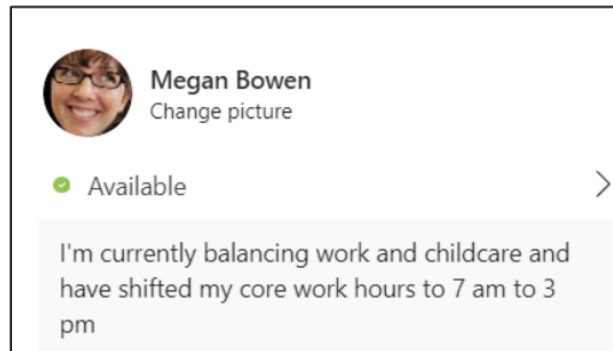 Megan Bowen
Change picture
Available
I'm currently balancing work and childcare and
have shifted my core work hours to 7 am to 3
pm